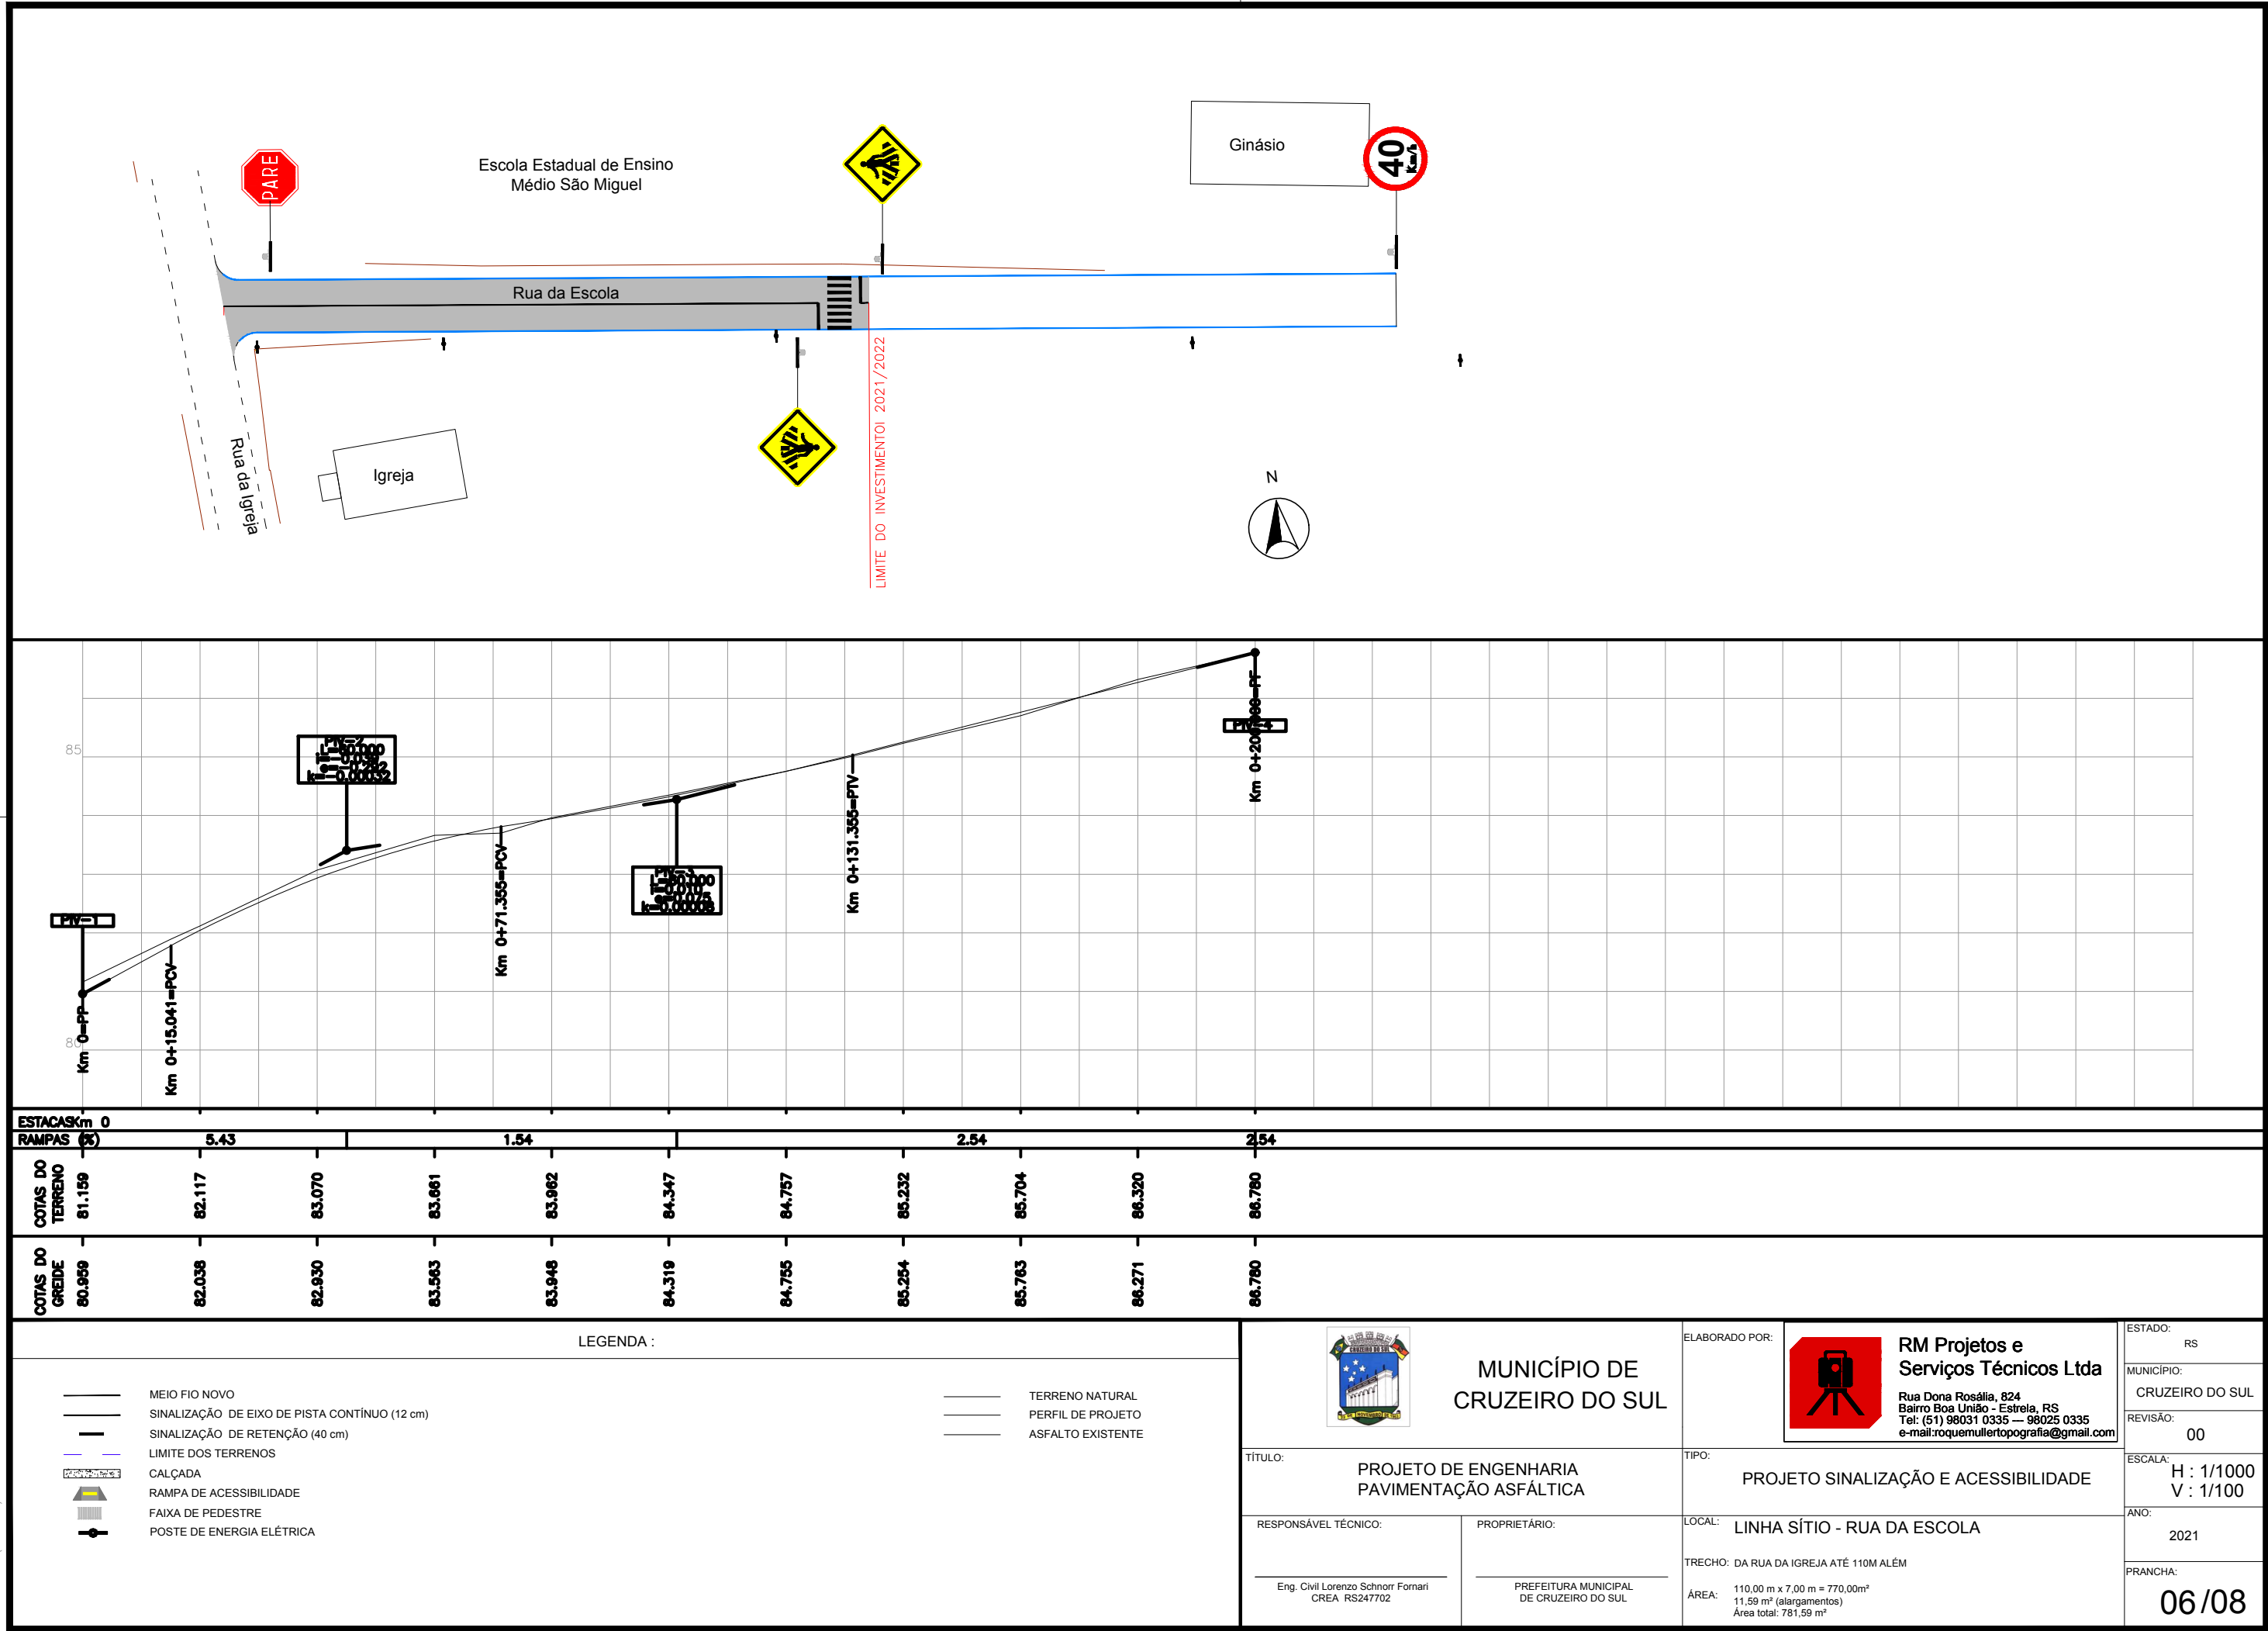 PARE
Escola Estadual de Ensino
Médio São Miguel
Ginásio
40
Km/h
Rua da Escola
Rua da Igreja
Igreja
LIMITE DO INVESTIMENTOI 2021/2022
N
85
80
PIV-1
Km 0=PP
Km 0+15.041=PCV
PIV-2
Km 0+71.355=PCV
PIV-3
Km 0+131.355=PTV
PIV-4
ESTACAS Km 0
RAMPAS (%) 5.43 1.54 2.54 2.54
COTAS DO
TERRENO
81.159 82.117 83.070 83.661 83.962 84.347 84.757 85.232 85.704 86.320 86.780
COTAS DO
GREIDE
80.959 82.038 82.930 83.563 83.948 84.319 84.755 85.254 85.763 86.271 86.780
LEGENDA :
MEIO FIO NOVO
SINALIZAÇÃO DE EIXO DE PISTA CONTÍNUO (12 cm)
SINALIZAÇÃO DE RETENÇÃO (40 cm)
LIMITE DOS TERRENOS
CALÇADA
RAMPA DE ACESSIBILIDADE
FAIXA DE PEDESTRE
POSTE DE ENERGIA ELÉTRICA
TERRENO NATURAL
PERFIL DE PROJETO
ASFALTO EXISTENTE
CRUZEIRO DO SUL
MUNICÍPIO DE
CRUZEIRO DO SUL
ELABORADO POR:
RM Projetos e
Serviços Técnicos Ltda
Rua Dona Rosália, 824
Bairro Boa União - Estrela, RS
Tel: (51) 98031 0335 — 98025 0335
e-mail:roquemullertopografia@gmail.com
ESTADO:
RS
MUNICÍPIO:
CRUZEIRO DO SUL
REVISÃO:
00
TÍTULO:
PROJETO DE ENGENHARIA
PAVIMENTAÇÃO ASFÁLTICA
TIPO:
PROJETO SINALIZAÇÃO E ACESSIBILIDADE
ESCALA:
H : 1/1000
V : 1/100
RESPONSÁVEL TÉCNICO:
Eng. Civil Lorenzo Schnorr Fornari
CREA RS247702
PROPRIETÁRIO:
PREFEITURA MUNICIPAL
DE CRUZEIRO DO SUL
LOCAL: LINHA SÍTIO - RUA DA ESCOLA
TRECHO: DA RUA DA IGREJA ATÉ 110M ALÉM
ÁREA: 110,00 m x 7,00 m = 770,00m²
11,59 m² (alargamentos)
Área total: 781,59 m²
ANO:
2021
PRANCHA:
06/08